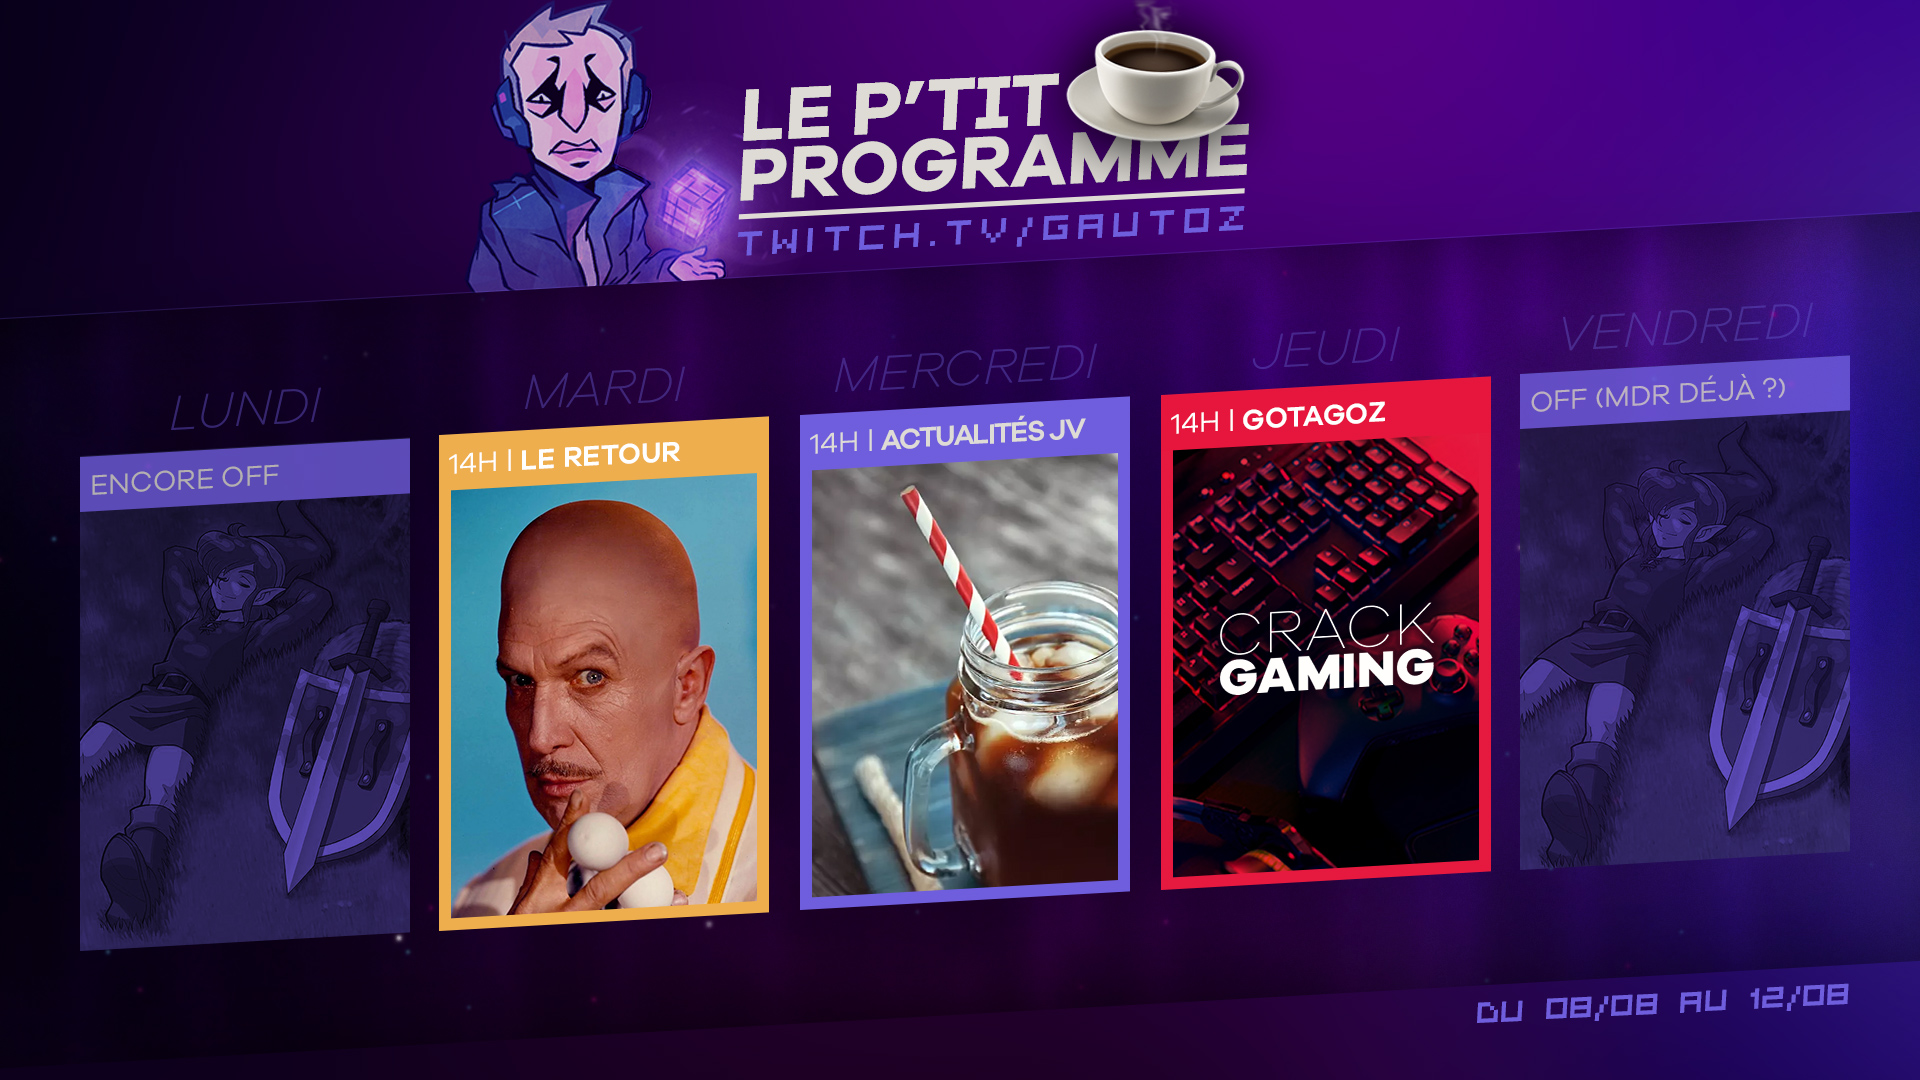 LE P'TIT
PROGRAMME
TWITCH.TV/GAUTOZ
LUNDI
ENCORE OFF
MARDI
14H | LE RETOUR
MERCREDI
14H | ACTUALITÉS JV
JEUDI
14H | GOTAGOZ
CRACK
GAMING
VENDREDI
OFF (MDR DÉJÀ ?)
DU 08/08 AU 12/08